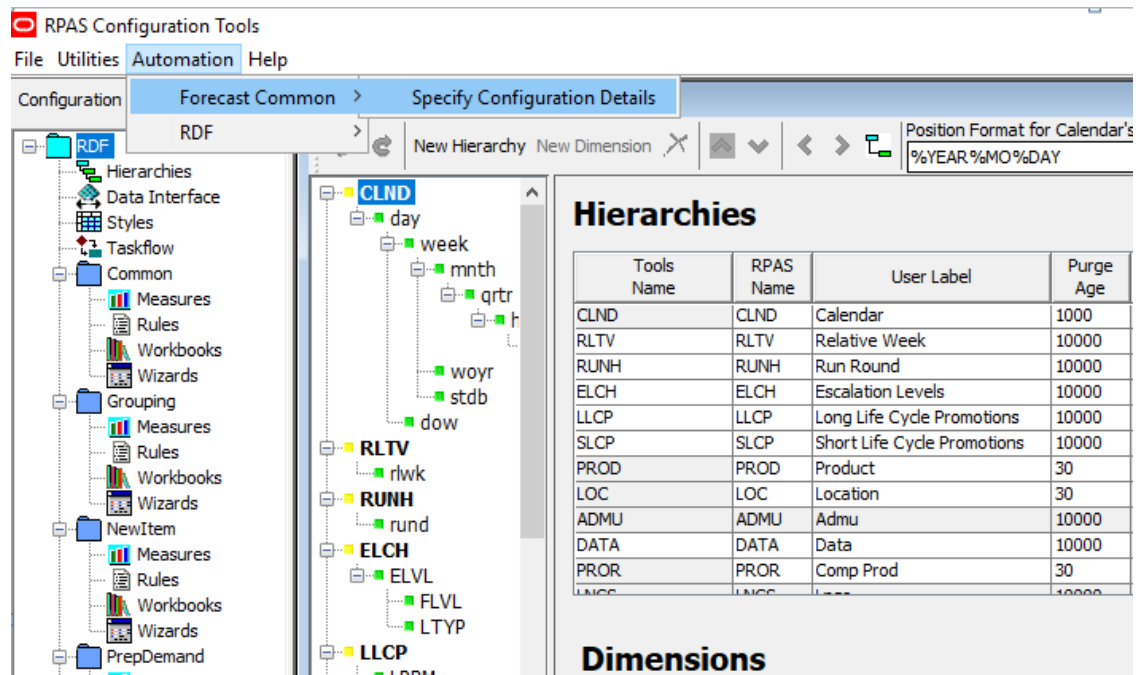 RPAS Configuration Tools
File Utilities Automation Help
Configuration
Forecast Common > Specify Configuration Details
RDF >
New Hierarchy New Dimension
Position Format for Calendar's
%YEAR%MO%DAY
RDF
Hierarchies
Data Interface
Styles
Taskflow
Common
Measures
Rules
Workbooks
Wizards
Grouping
Measures
Rules
Workbooks
Wizards
NewItem
Measures
Rules
Workbooks
Wizards
PrepDemand
CLND
day
week
mnth
qrtr
woyr
stdb
dow
RLTV
rlwk
RUNH
rund
ELCH
ELVL
FLVL
LTYP
LLCP
Hierarchies
Tools Name RPAS Name User Label Purge Age
CLND CLND Calendar 1000
RLTV RLTV Relative Week 10000
RUNH RUNH Run Round 10000
ELCH ELCH Escalation Levels 10000
LLCP LLCP Long Life Cycle Promotions 10000
SLCP SLCP Short Life Cycle Promotions 10000
PROD PROD Product 30
LOC LOC Location 30
ADMU ADMU Admu 10000
DATA DATA Data 10000
PROR PROR Comp Prod 30
Dimensions